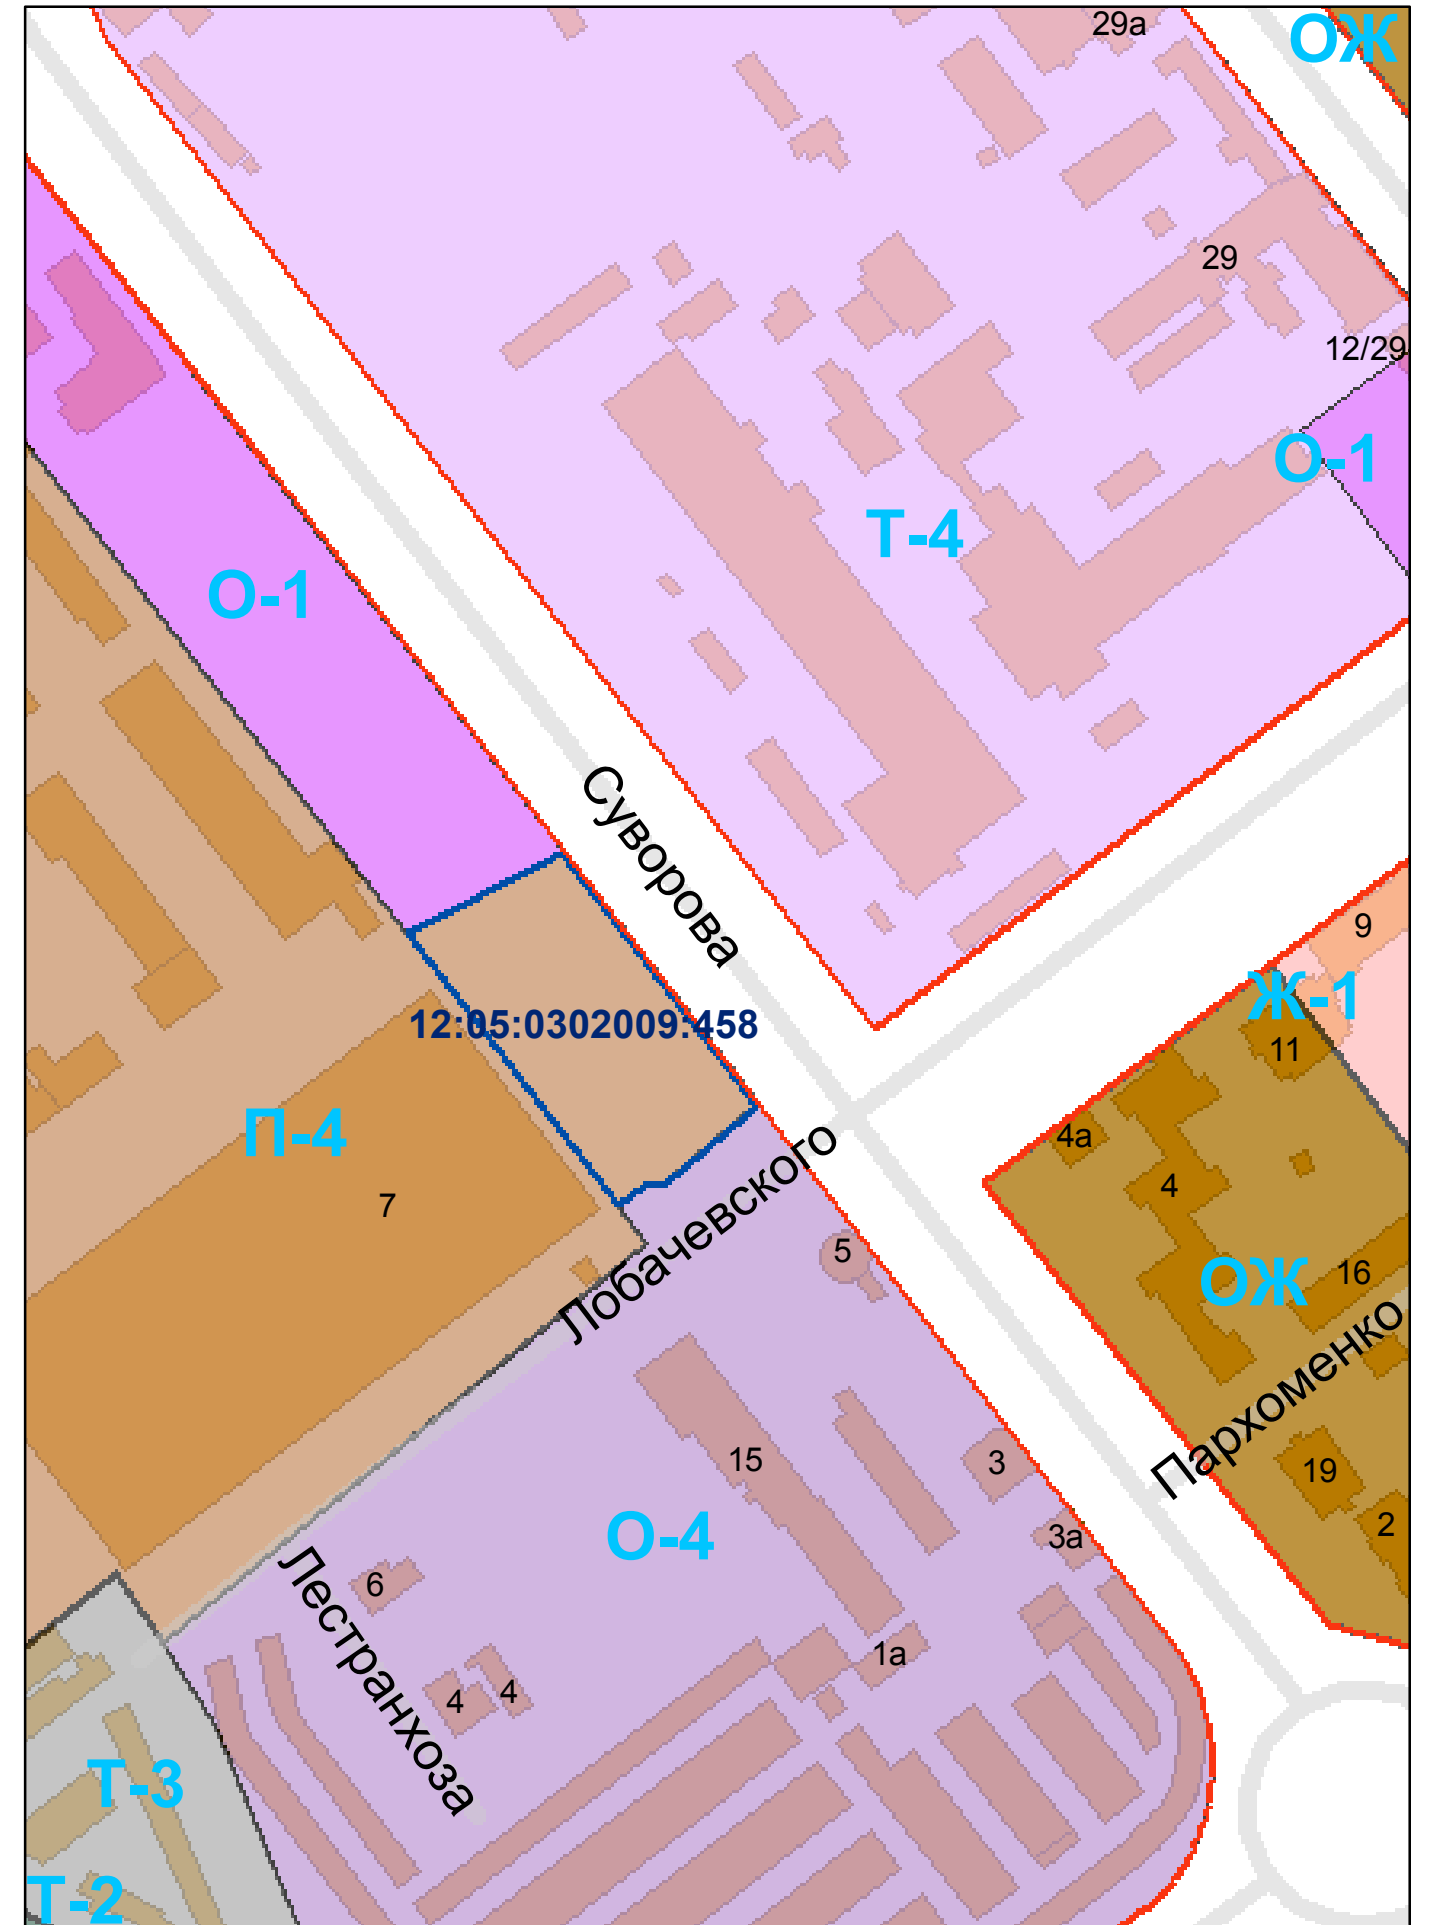 29а
ОЖ
29
12/29
О-1
Т-4
О-1
Суворова
9
Ж-1
12:05:0302009:458
11
П-4
4а
Лобачевского
4
7
5
16
ОЖ
Пархоменко
15
3
19
О-4
3а
2
6
Лестранхоза
1а
4
4
Т-3
Т-2